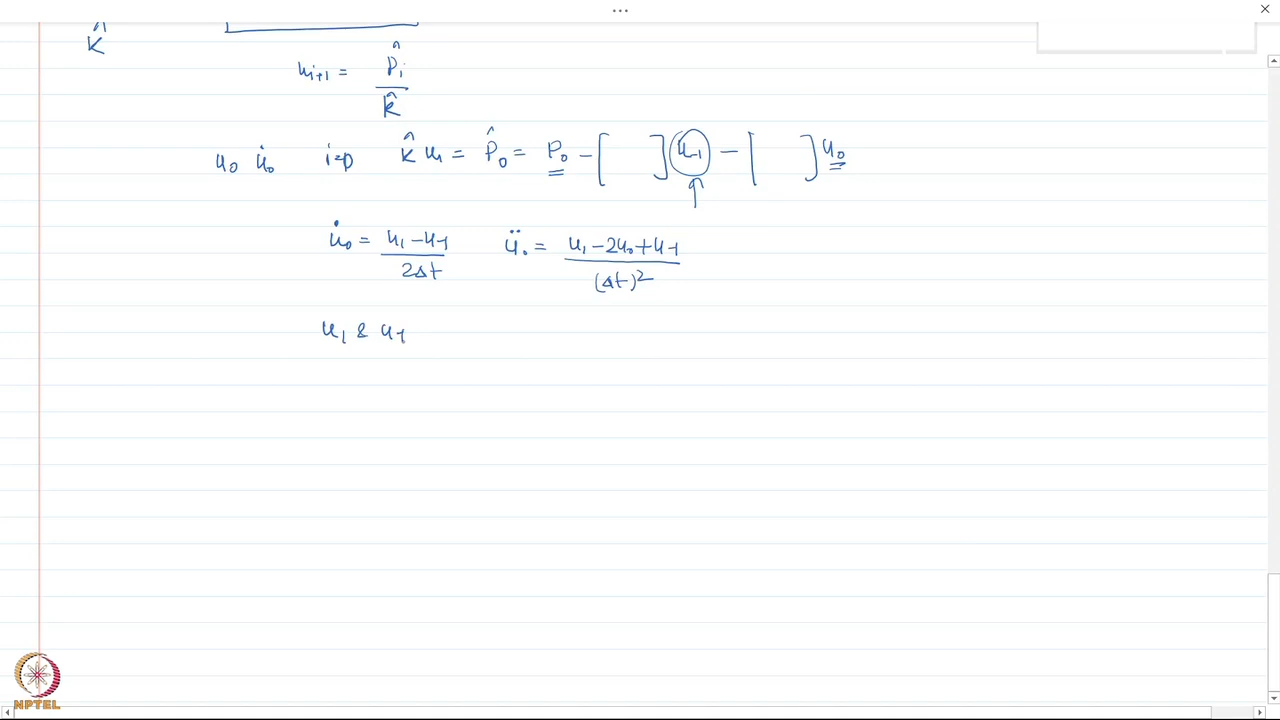 k̂
u_{i+1} = P̂_i / k̂
u_0 u̇_0 i=0 k̂ u_1 = P̂_0 = P_0 − [ ] u_{-1} − [ ] u_0
u̇_0 = (u_1 − u_{-1}) / 2Δt ü_0 = (u_1 − 2u_0 + u_{-1}) / (Δt)^2
u_1 & u_{-1}
NPTEL